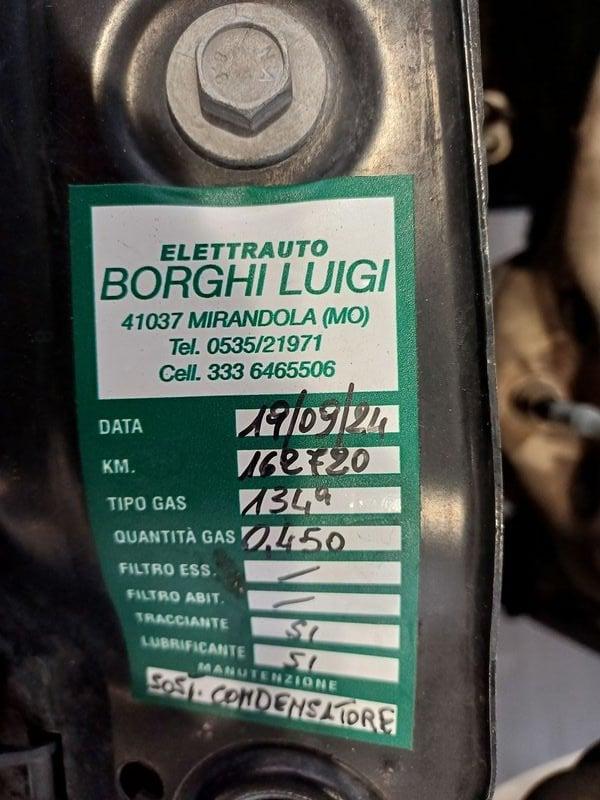 ELETTRAUTO
BORGHI LUIGI
41037 MIRANDOLA (MO)
Tel. 0535/21971
Cell. 333 6465506
DATA 19/09/24
KM. 162720
TIPO GAS 134a
QUANTITÀ GAS 0,450
FILTRO ESS. —
FILTRO ABIT. —
TRACCIANTE SI
LUBRIFICANTE SI
MANUTENZIONE
SOST. CONDENSATORE